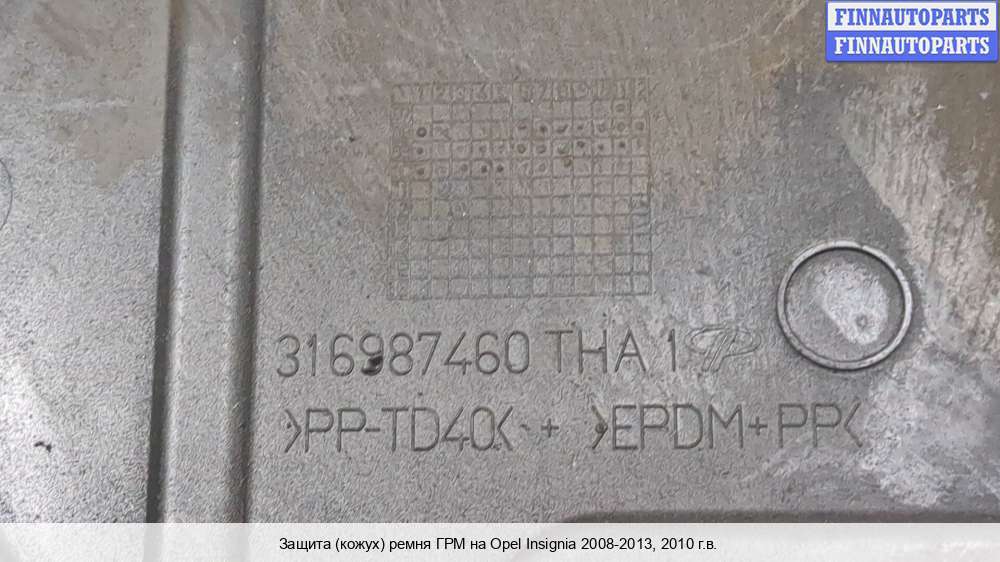 FINNAUTOPARTS
FINNAUTOPARTS
316987460 THA 1
>PP-TD40< + >EPDM+PP<
Защита (кожух) ремня ГРМ на Opel Insignia 2008-2013, 2010 г.в.